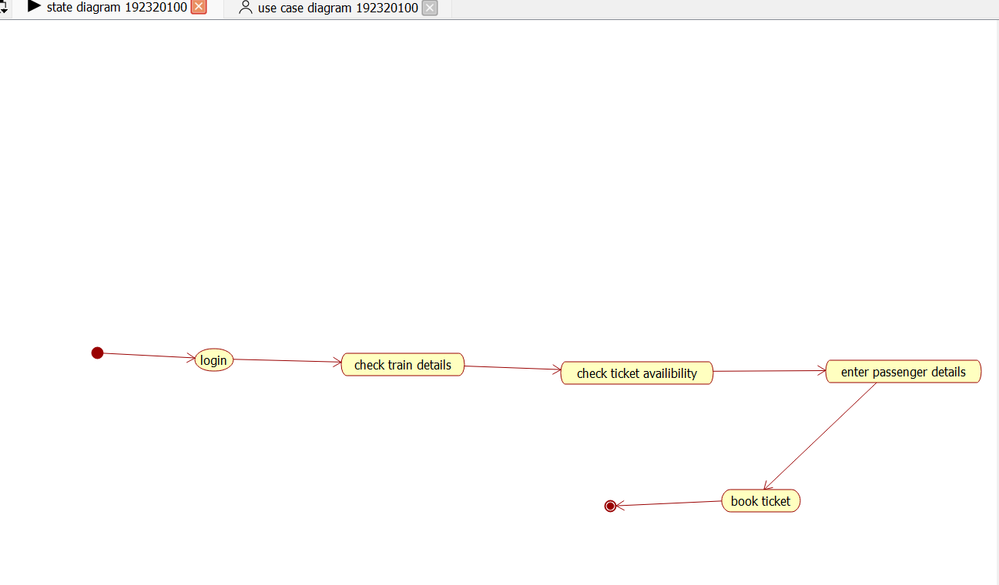 state diagram 192320100
use case diagram 192320100
login
check train details
check ticket availibility
enter passenger details
book ticket